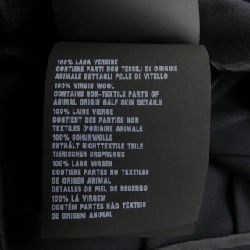 100% LANA VERGINE
CONTIENE PARTI NON TESSILI DI ORIGINE
ANIMALE DETTAGLI PELLE DI VITELLO
100% VIRGIN WOOL
CONTAINS NON-TEXTILE PARTS OF
ANIMAL ORIGIN CALF SKIN DETAILS
100% LAINE VIERGE
CONTIENT DES PARTIES NON
TEXTILES D'ORIGINE ANIMALE
100% SCHURWOLLE
ENTHÄLT NICHTTEXTILE TEILE
TIERISCHEN URSPRUNGS
100% LANA VIRGEN
CONTIENE PARTES NO TEXTILES
DE ORIGEN ANIMAL
DETALLES DE PIEL DE BECERRO
100% LÃ VIRGEM
CONTÉM PARTES NÃO TÊXTEIS
DE ORIGEM ANIMAL